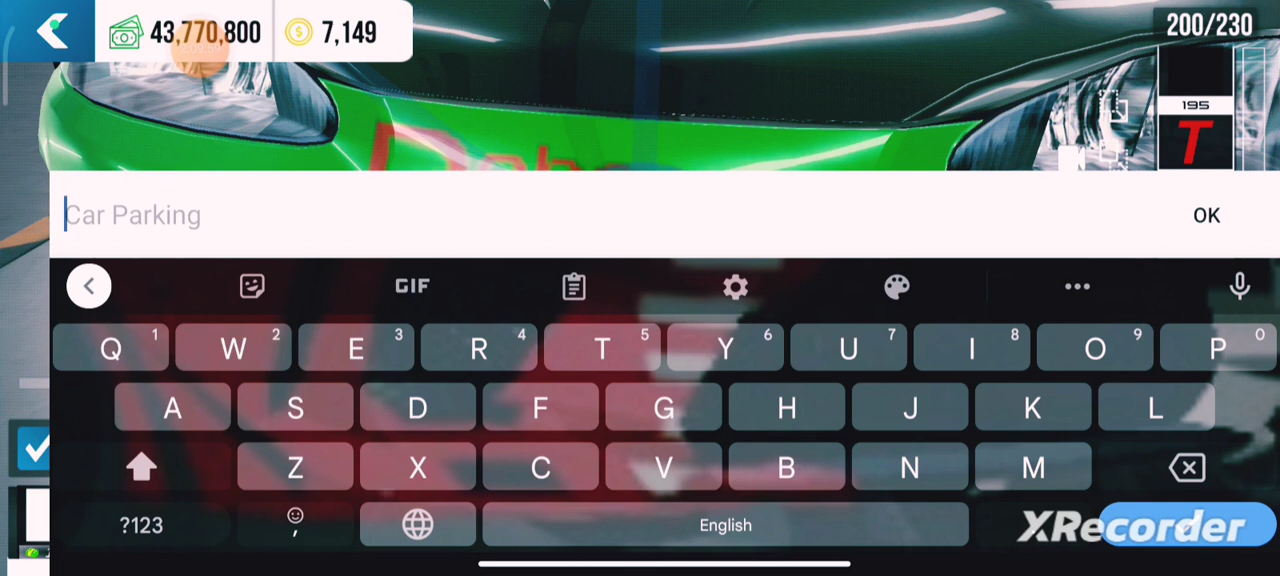 43,770,800 7,149 200/230
195
T
Car Parking OK
GIF
Q 1 W 2 E 3 R 4 T 5 Y 6 U 7 I 8 O 9 P 0
A S D F G H J K L
Z X C V B N M
?123 , English XRecorder